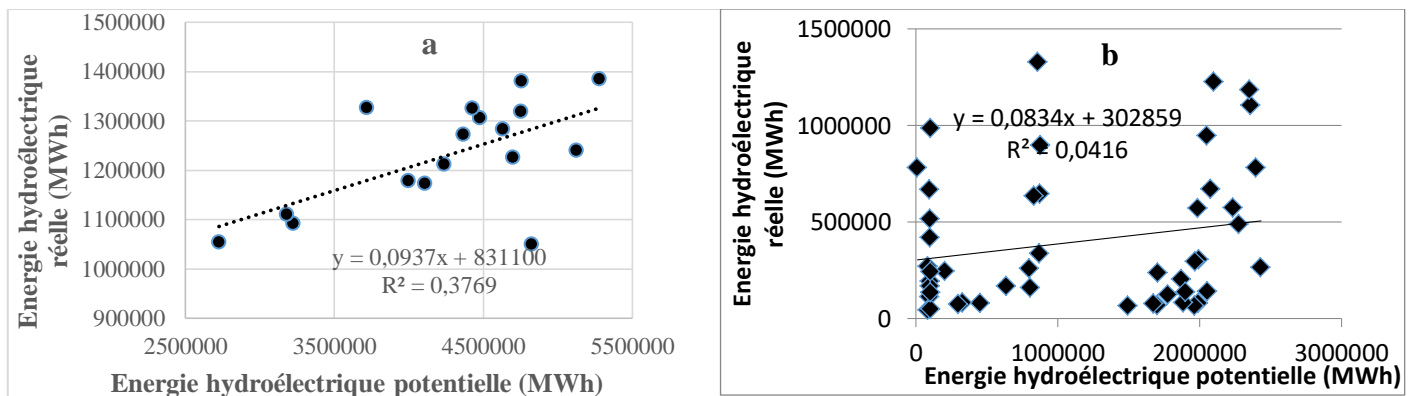 a
1500000
1400000
1300000
1200000
1100000
1000000
900000
2500000 3500000 4500000 5500000
Energie hydroélectrique
réelle (MWh)
Energie hydroélectrique potentielle (MWh)
y = 0,0937x + 831100
R² = 0,3769
b
1500000
1000000
500000
0
0 1000000 2000000 3000000
Energie hydroélectrique
réelle (MWh)
Energie hydroélectrique potentielle (MWh)
y = 0,0834x + 302859
R² = 0,0416